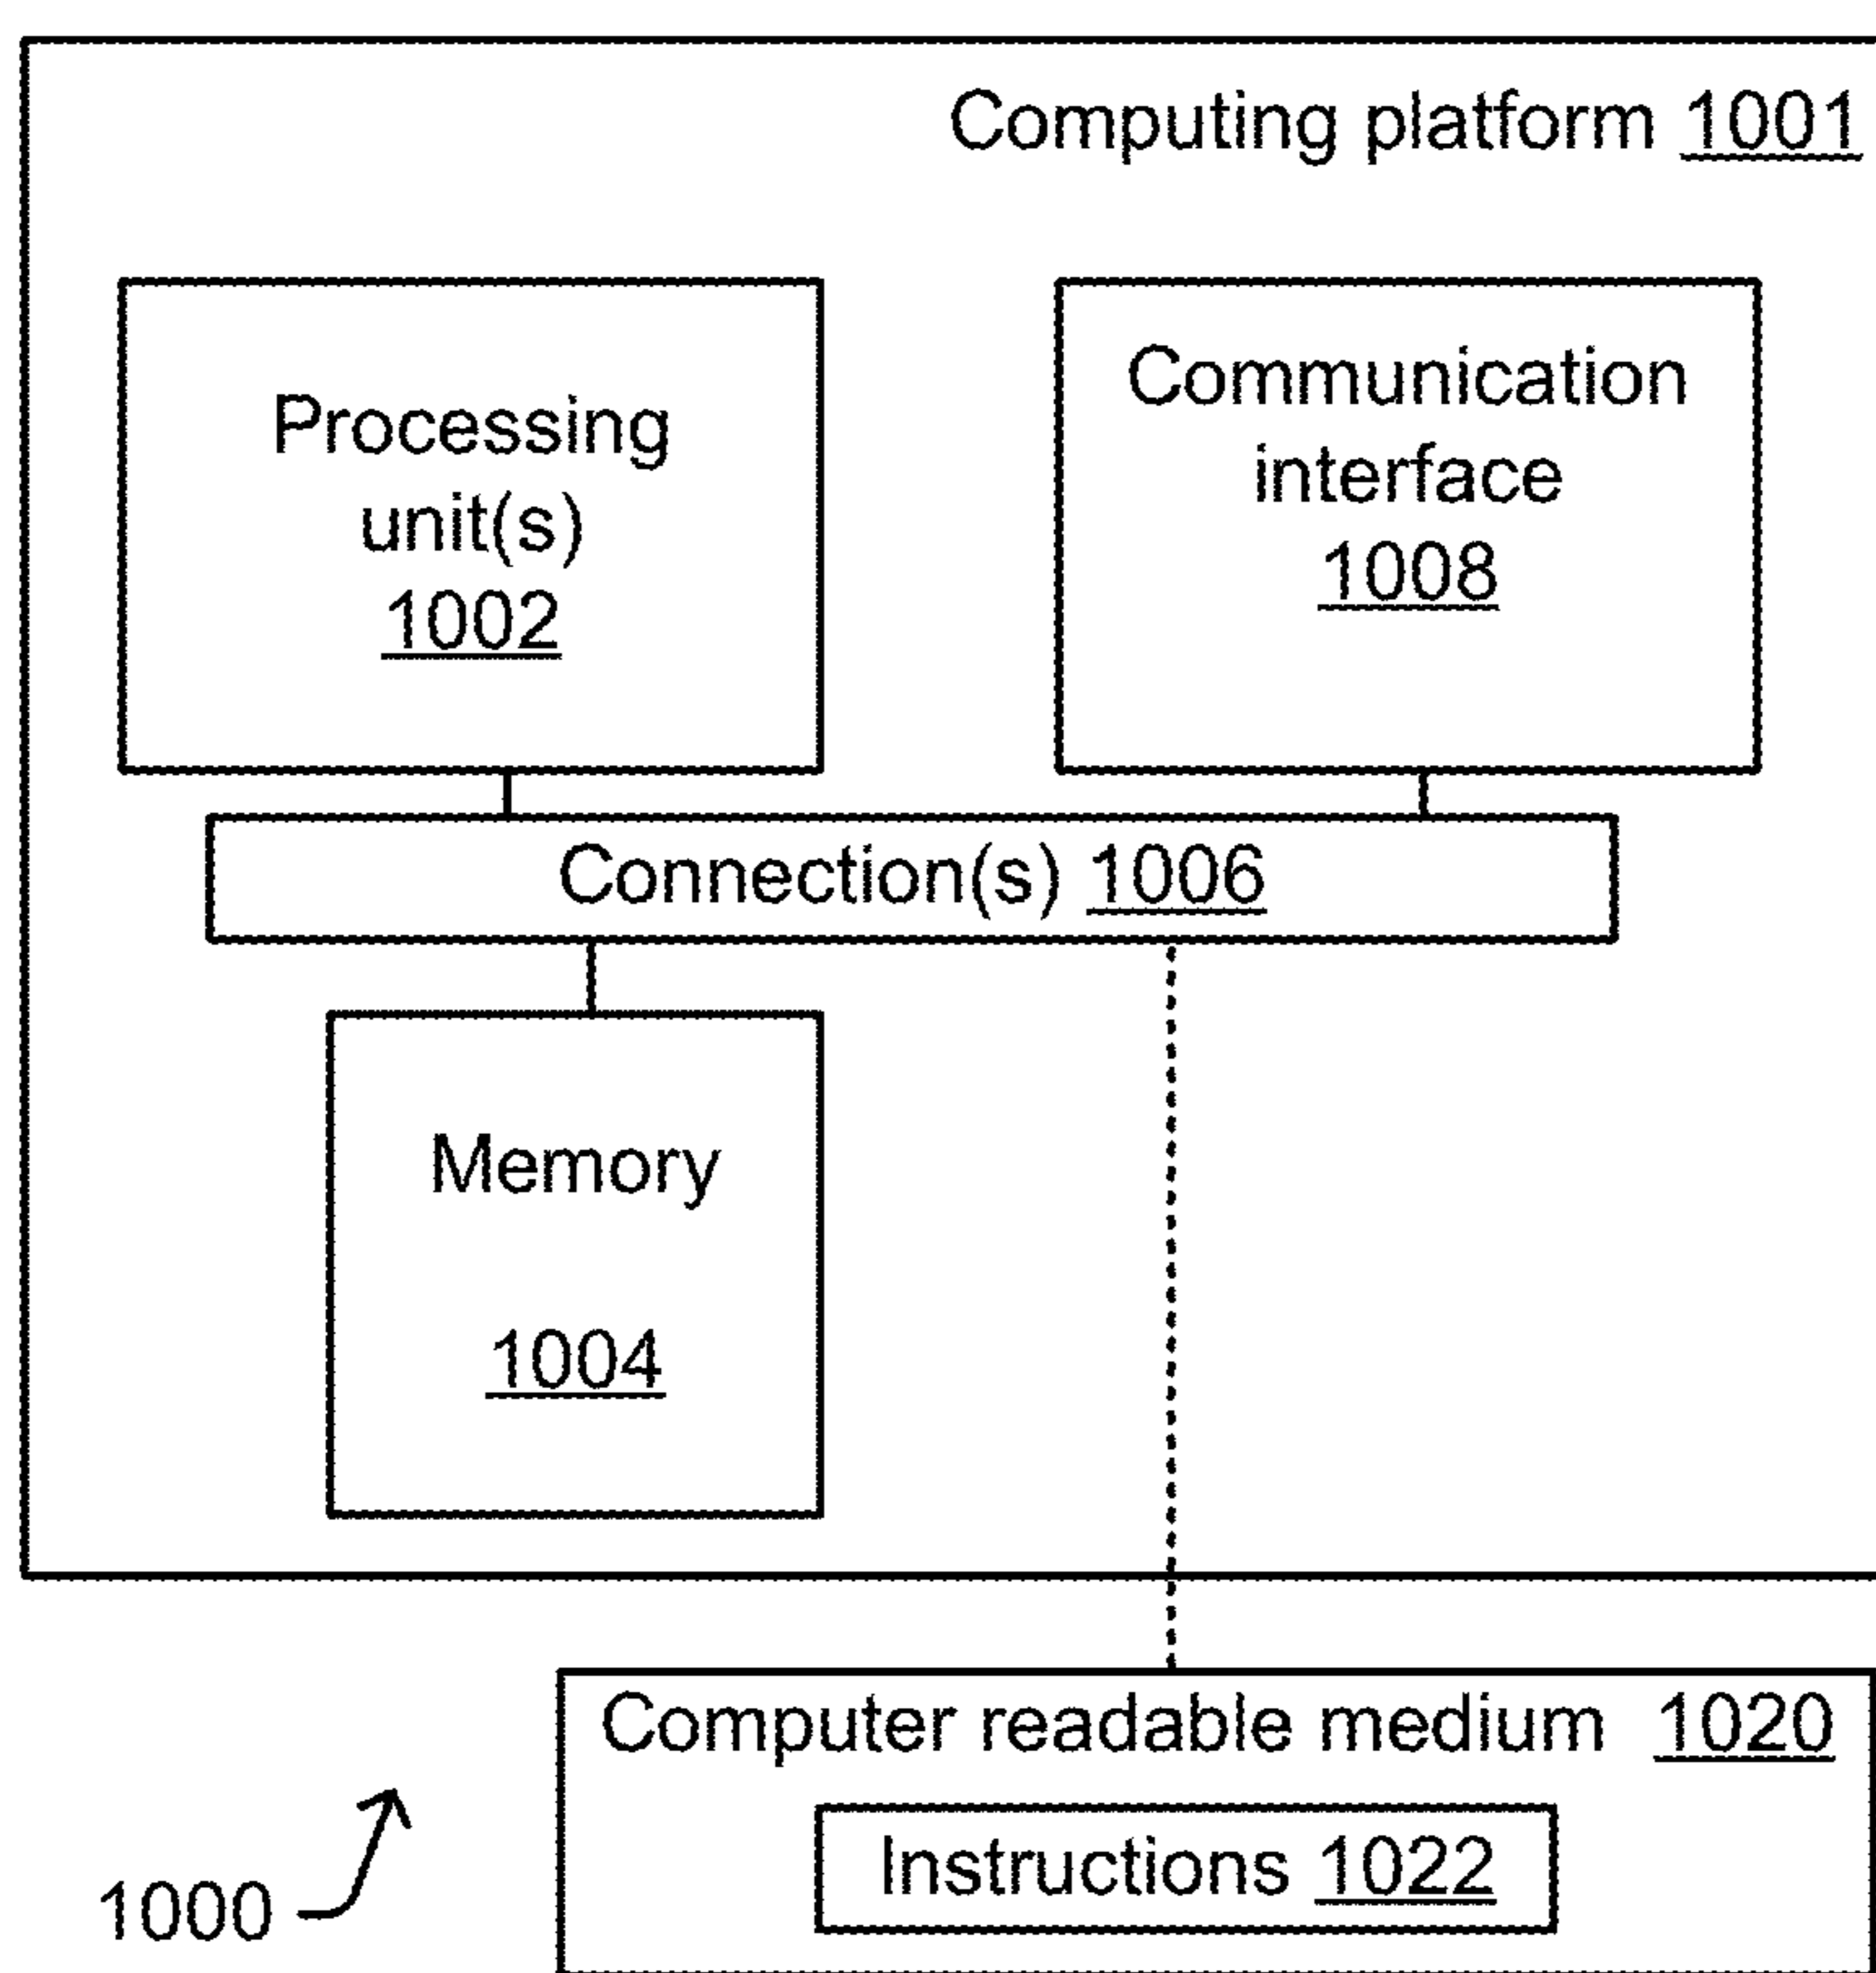 Computing platform 1001
Processing
unit(s)
1002
Communication
interface
1008
Connection(s) 1006
Memory
1004
Computer readable medium 1020
Instructions 1022
1000